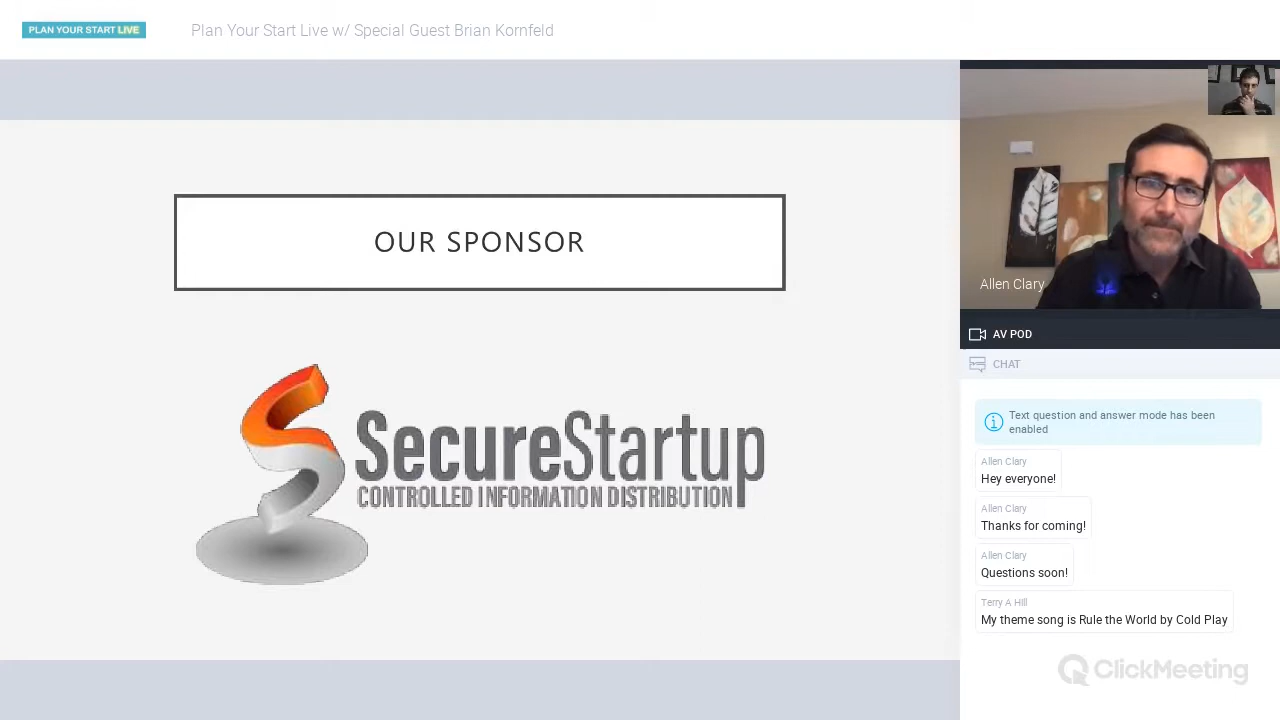 PLAN YOUR START LIVE
Plan Your Start Live w/ Special Guest Brian Kornfeld
OUR SPONSOR
SecureStartup
CONTROLLED INFORMATION DISTRIBUTION
Allen Clary
AV POD
CHAT
Text question and answer mode has been
enabled
Allen Clary
Hey everyone!
Allen Clary
Thanks for coming!
Allen Clary
Questions soon!
Terry A Hill
My theme song is Rule the World by Cold Play
ClickMeeting